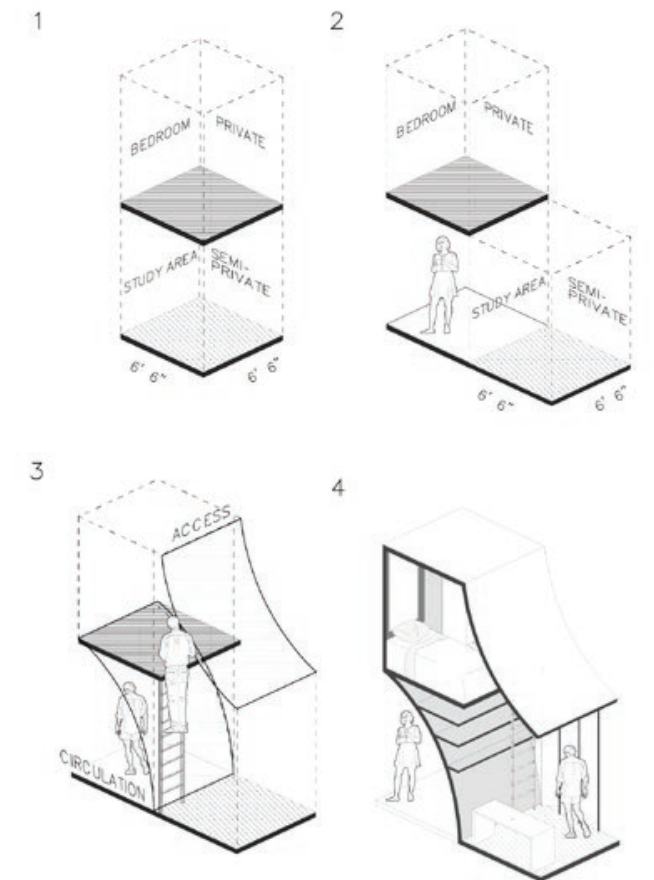 1
2
BEDROOM
PRIVATE
STUDY AREA
SEMI-
PRIVATE
6' 6"
6' 6"
BEDROOM
PRIVATE
STUDY AREA
SEMI-
PRIVATE
6' 6"
6' 6"
3
4
ACCESS
CIRCULATION